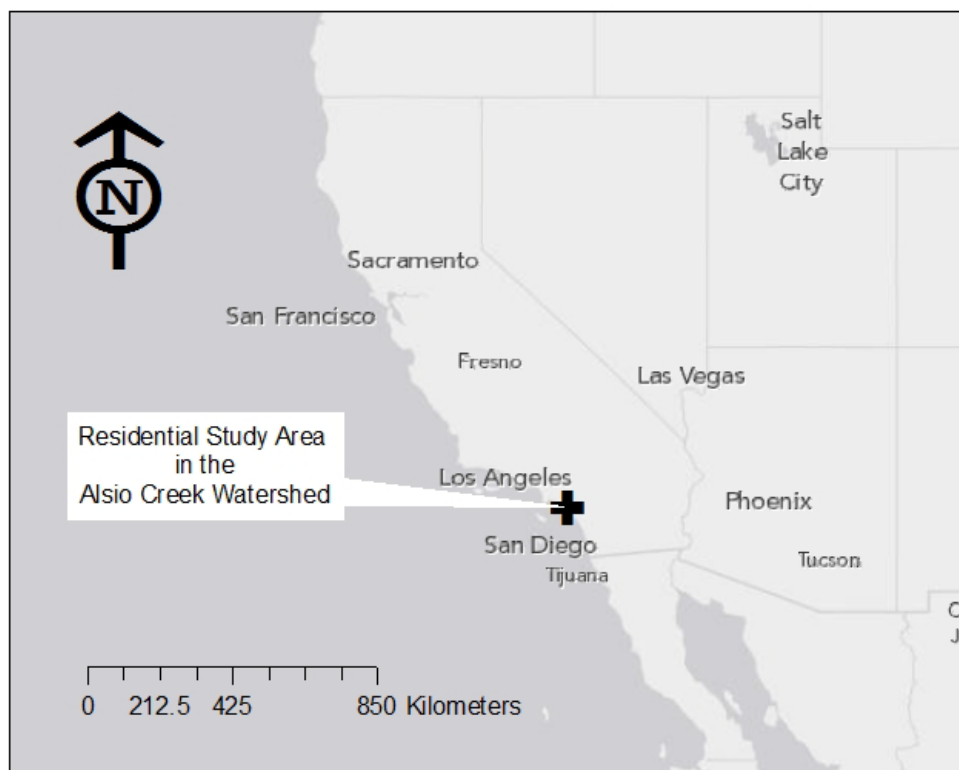 Salt
Lake
City
N
Sacramento
San Francisco
Fresno
Las Vegas
Residential Study Area
in the
Alsio Creek Watershed
Los Angeles
Phoenix
San Diego
Tucson
Tijuana
C
J
0 212.5 425 850 Kilometers